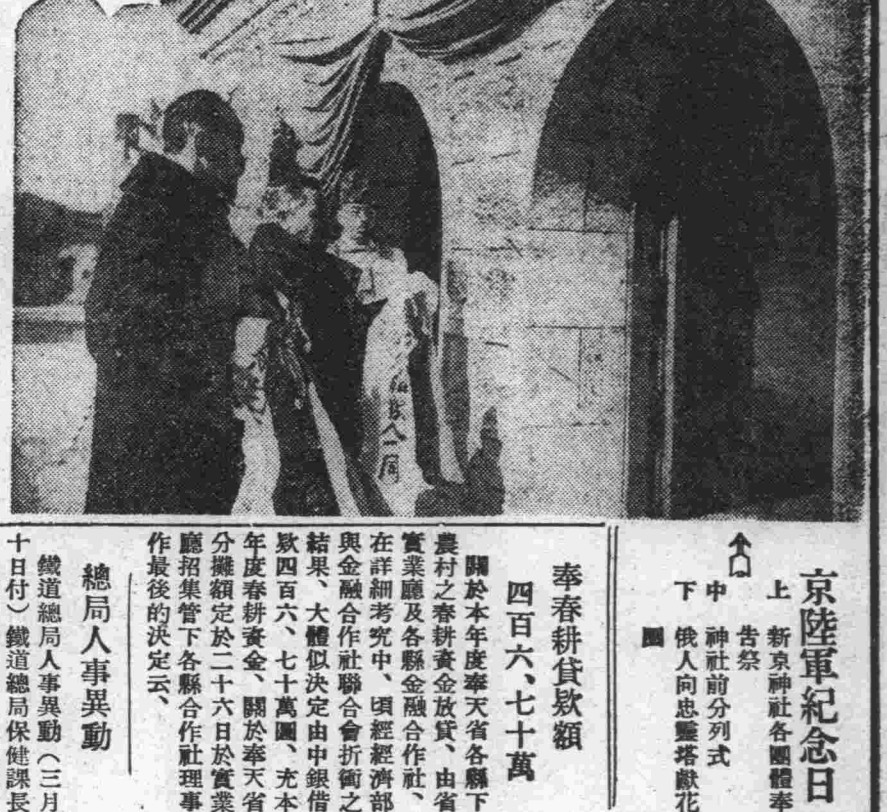 京陸軍紀念日
上 新京神社各團體奉
告祭
中 神社前分列式
下 俄人向忠靈塔獻花
圈
奉春耕貸欵額
四百六、七十萬
關於本年度奉天省各縣下
農村之春耕資金放貸、由省
實業廳及各縣金融合作社、
在詳細考究中、頃經經濟部
與金融合作社聯合會折衝之
結果、大體似決定由中銀借
欵四百六、七十萬圓、充本
年度春耕資金、關於奉天省
分攤額定於二十六日於實業
廳招集管下各縣合作社理事
作最後的決定云、
總局人事異動
鐵道總局人事異動（三月
十日付）鐵道總局保健課長